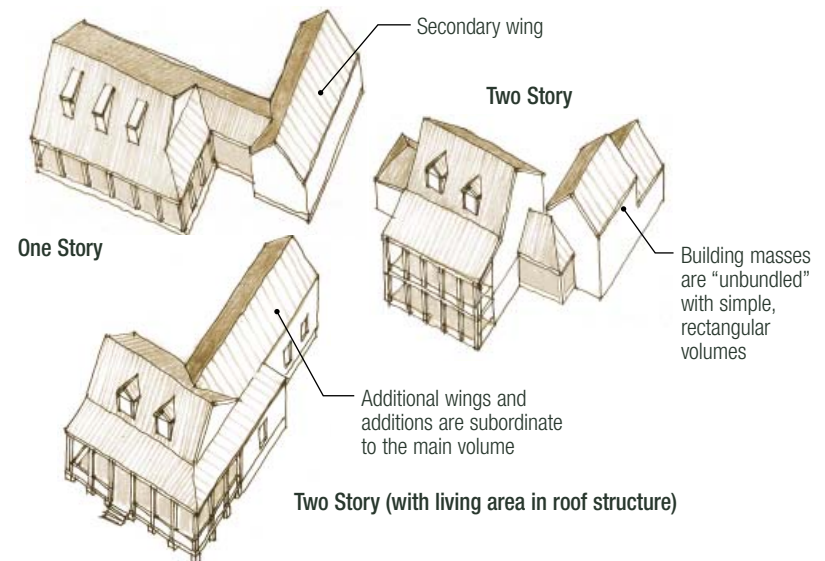 Secondary wing
Two Story
One Story
Building masses
are “unbundled”
with simple,
rectangular
volumes
Additional wings and
additions are subordinate
to the main volume
Two Story (with living area in roof structure)